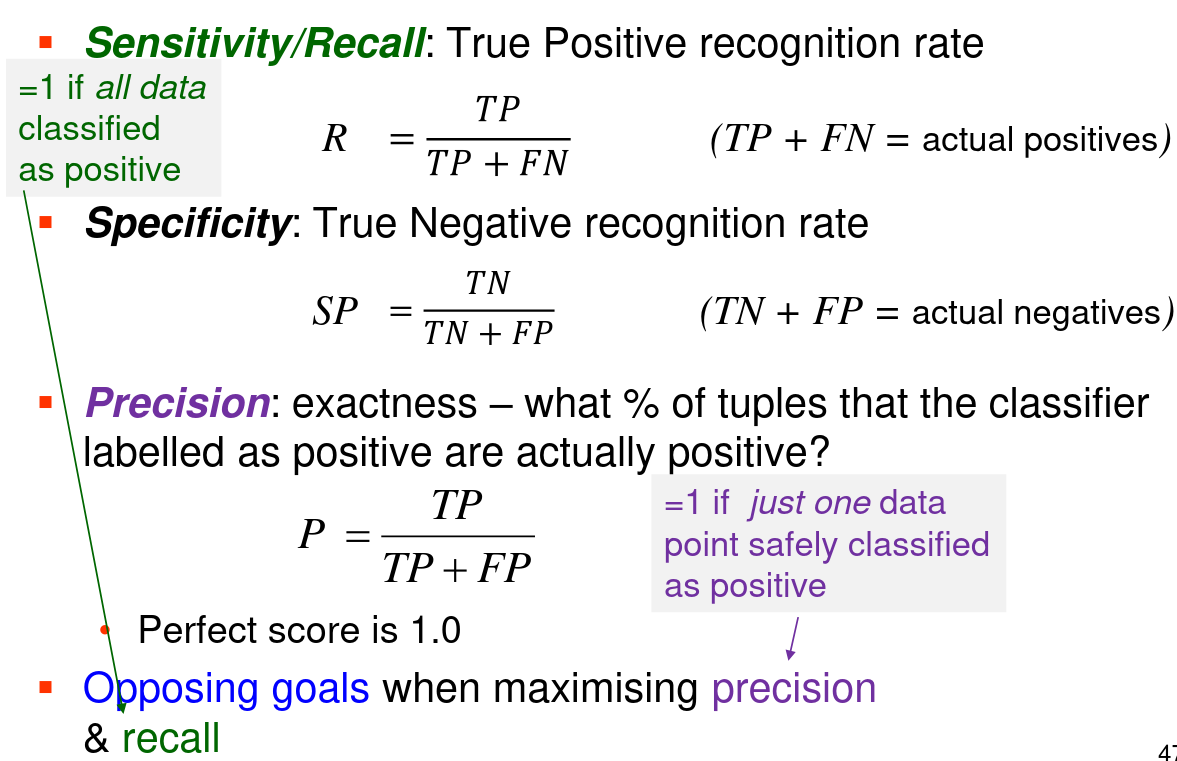 ▪ Sensitivity/Recall: True Positive recognition rate
=1 if all data
classified
as positive
R = TP / (TP + FN) (TP + FN = actual positives)
▪ Specificity: True Negative recognition rate
SP = TN / (TN + FP) (TN + FP = actual negatives)
▪ Precision: exactness – what % of tuples that the classifier
labelled as positive are actually positive?
P = TP / (TP + FP)
=1 if just one data
point safely classified
as positive
• Perfect score is 1.0
▪ Opposing goals when maximising precision
& recall
47